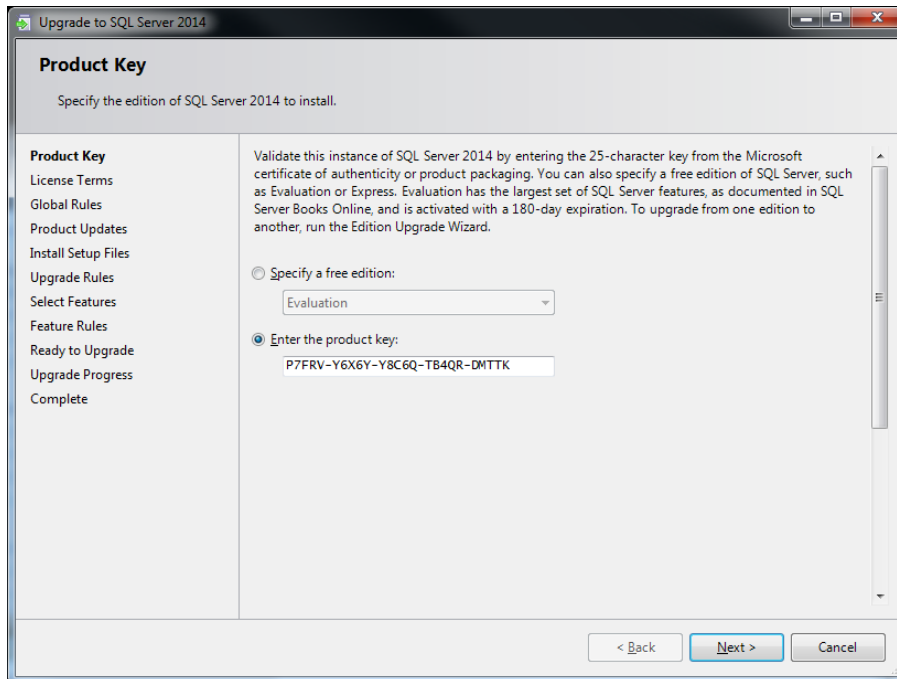 Upgrade to SQL Server 2014
Product Key
Specify the edition of SQL Server 2014 to install.
Product Key
License Terms
Global Rules
Product Updates
Install Setup Files
Upgrade Rules
Select Features
Feature Rules
Ready to Upgrade
Upgrade Progress
Complete
Validate this instance of SQL Server 2014 by entering the 25-character key from the Microsoft
certificate of authenticity or product packaging. You can also specify a free edition of SQL Server, such
as Evaluation or Express. Evaluation has the largest set of SQL Server features, as documented in SQL
Server Books Online, and is activated with a 180-day expiration. To upgrade from one edition to
another, run the Edition Upgrade Wizard.
Specify a free edition:
Evaluation
Enter the product key:
P7FRV-Y6X6Y-Y8C6Q-TB4QR-DMTTK
< Back
Next >
Cancel